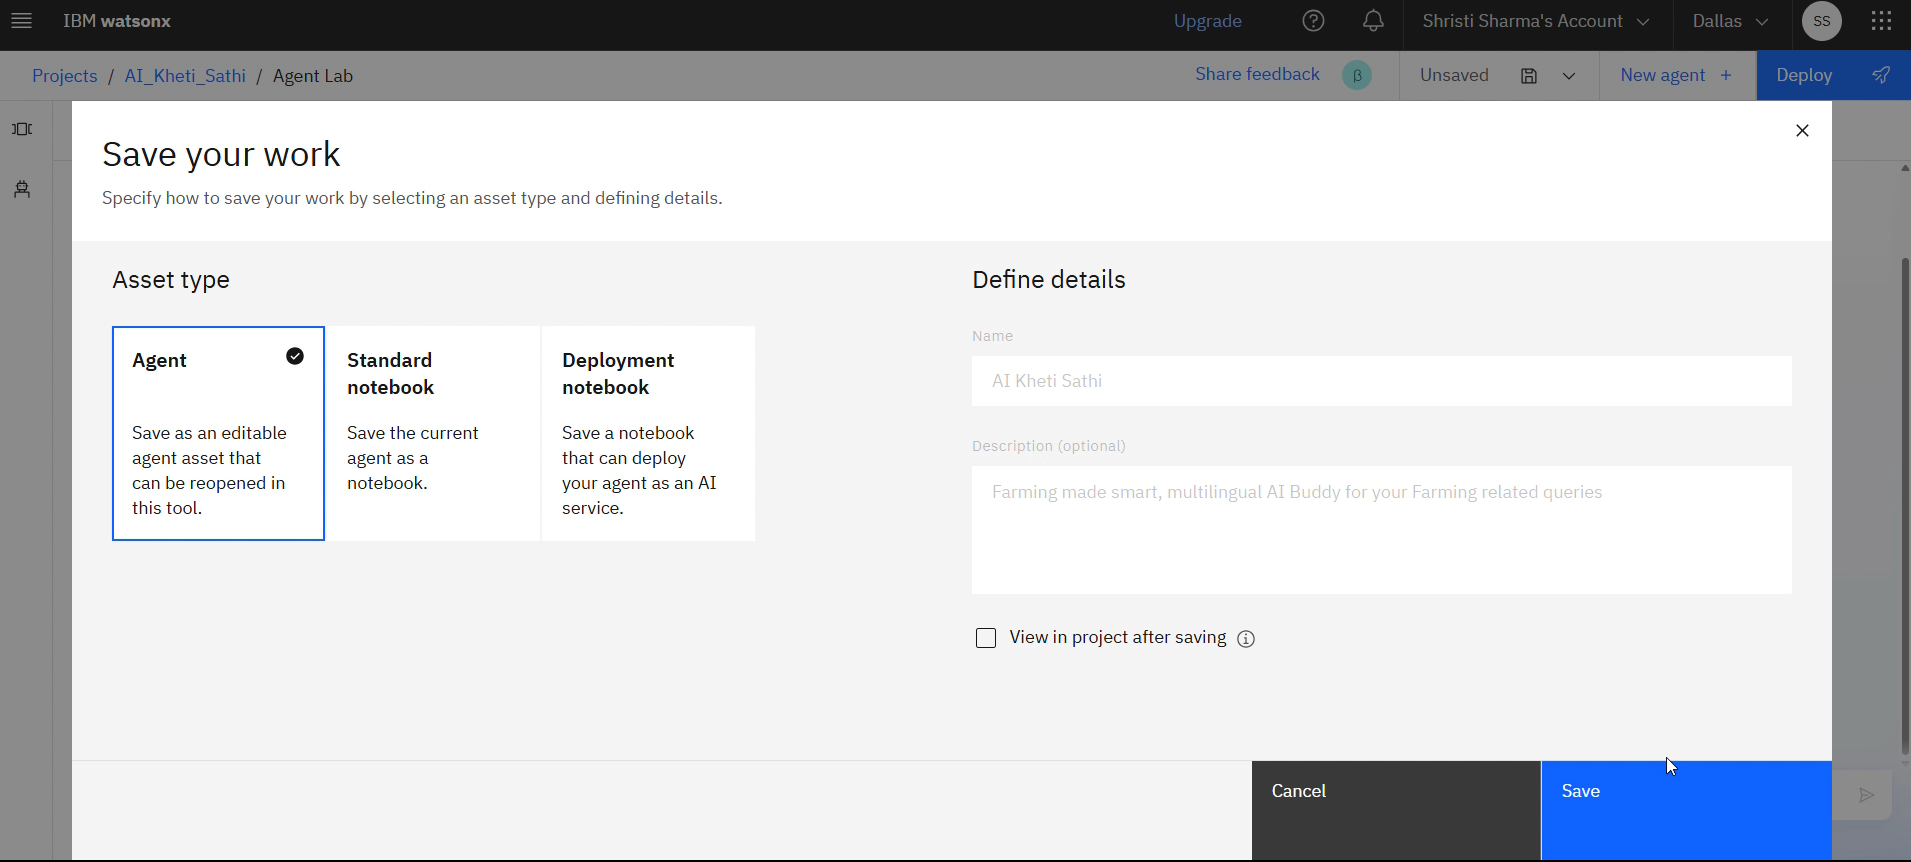 IBM watsonx
Upgrade
Shristi Sharma's Account
Dallas
SS
Projects / AI_Kheti_Sathi / Agent Lab
Share feedback
β
Unsaved
New agent +
Deploy
Save your work
Specify how to save your work by selecting an asset type and defining details.
Asset type
Agent
Save as an editable
agent asset that
can be reopened in
this tool.
Standard
notebook
Save the current
agent as a
notebook.
Deployment
notebook
Save a notebook
that can deploy
your agent as an AI
service.
Define details
Name
AI Kheti Sathi
Description (optional)
Farming made smart, multilingual AI Buddy for your Farming related queries
View in project after saving
Cancel
Save